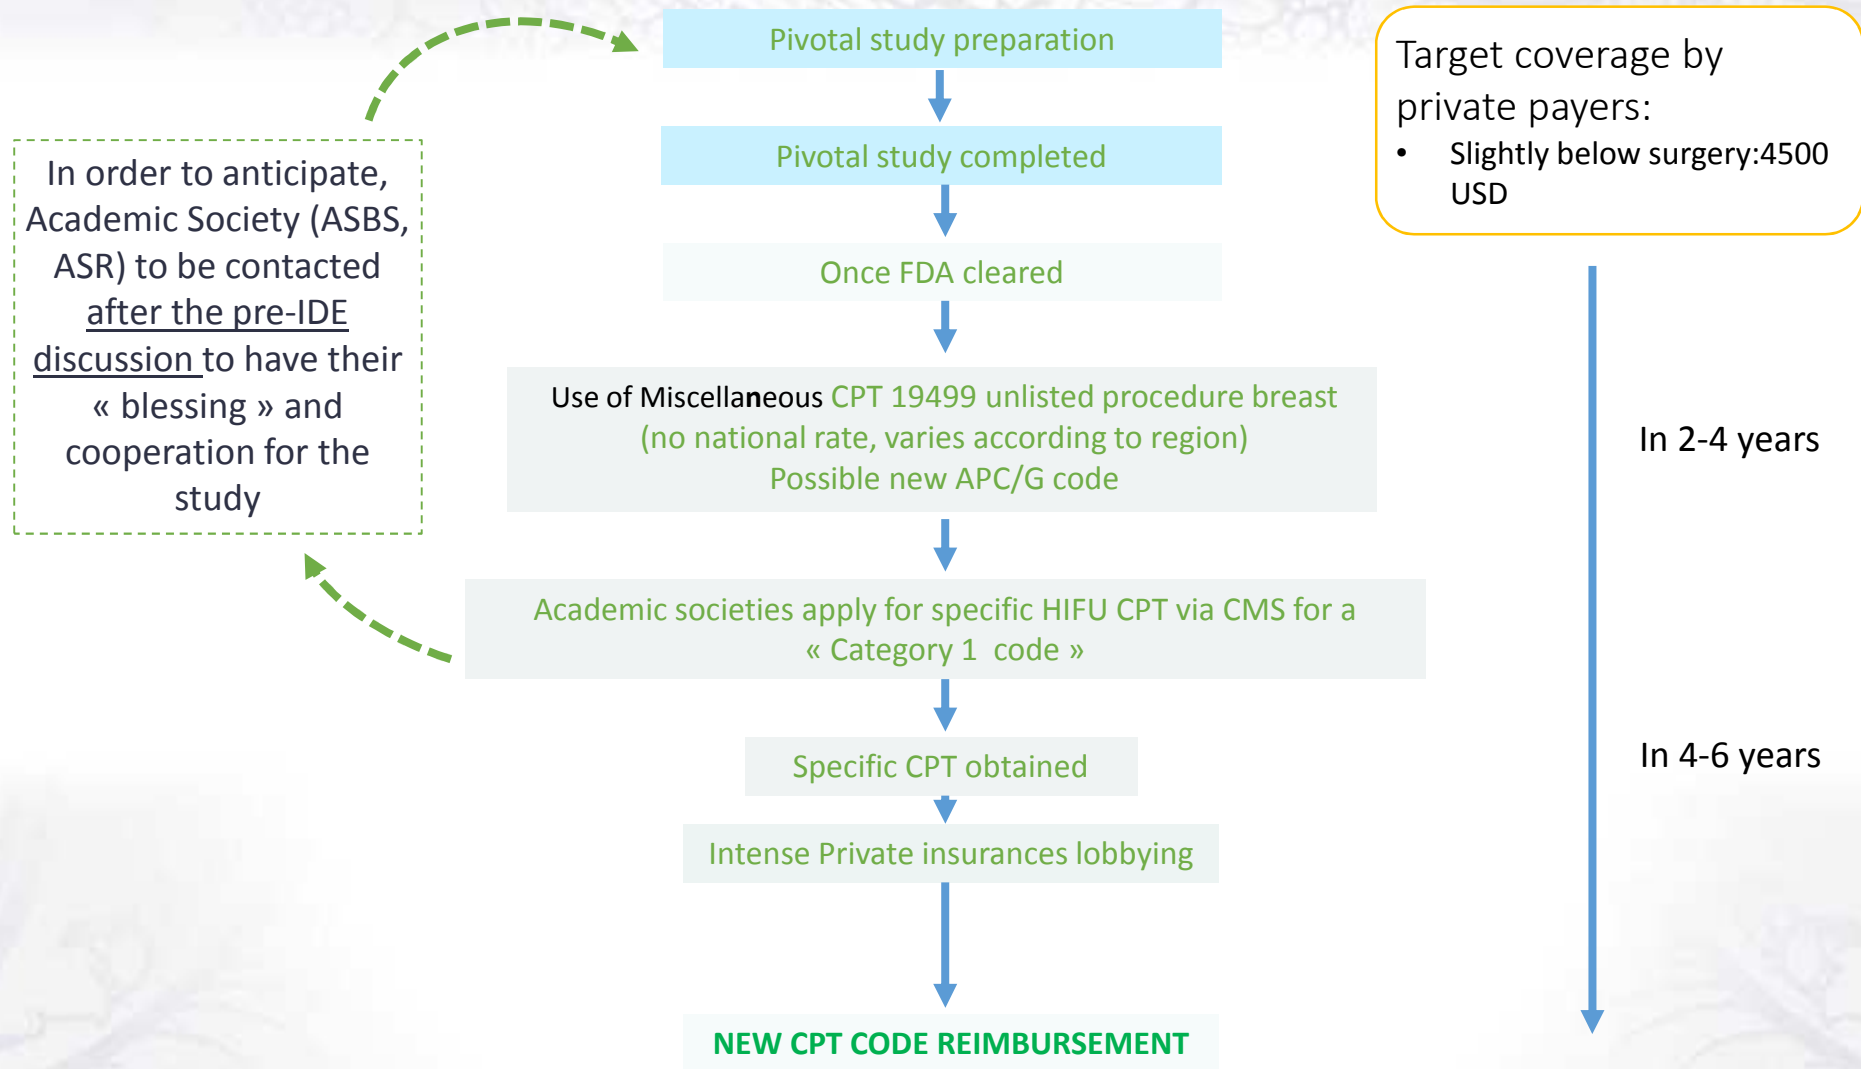 Pivotal study preparation
Target coverage by
private payers:
• Slightly below surgery:4500
USD
Pivotal study completed
In order to anticipate,
Academic Society (ASBS,
ASR) to be contacted
after the pre-IDE
discussion to have their
« blessing » and
cooperation for the
study
Once FDA cleared
Use of Miscellaneous CPT 19499 unlisted procedure breast
(no national rate, varies according to region)
Possible new APC/G code
In 2-4 years
Academic societies apply for specific HIFU CPT via CMS for a
« Category 1 code »
Specific CPT obtained
In 4-6 years
Intense Private insurances lobbying
NEW CPT CODE REIMBURSEMENT